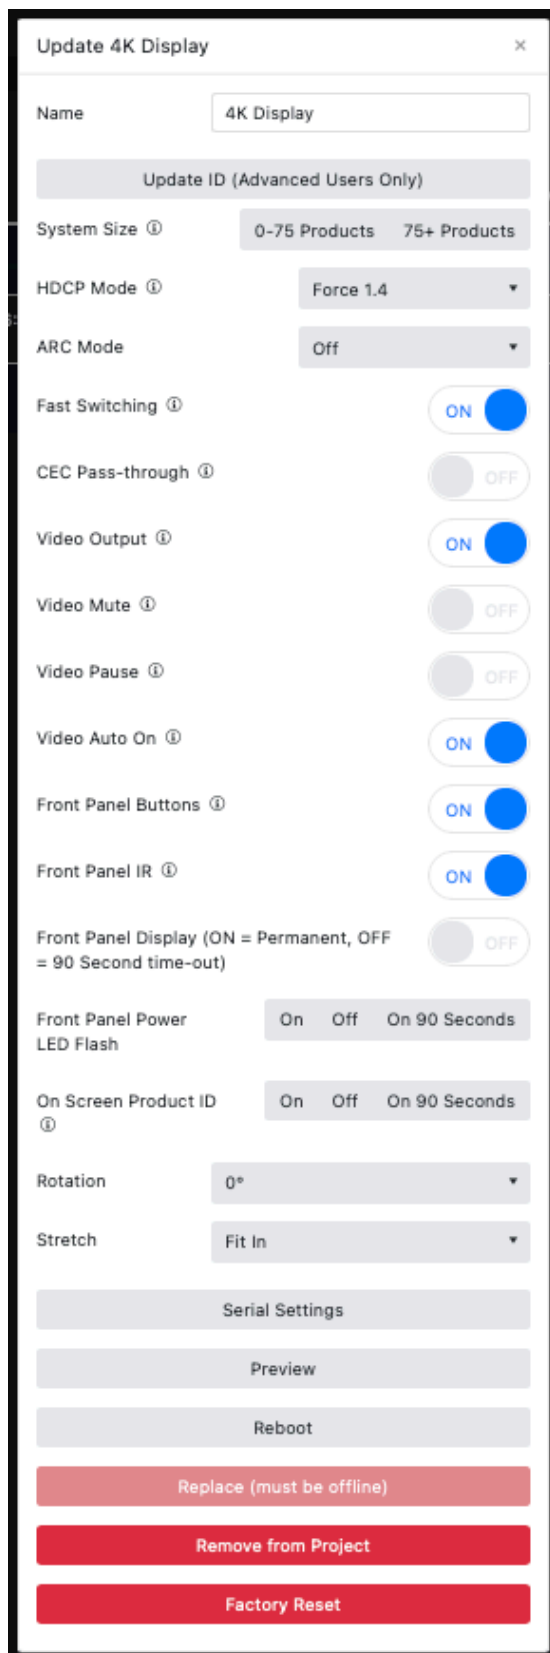 Update 4K Display ×
Name 4K Display
Update ID (Advanced Users Only)
System Size 0-75 Products 75+ Products
HDCP Mode Force 1.4
ARC Mode Off
Fast Switching ON
CEC Pass-through OFF
Video Output ON
Video Mute OFF
Video Pause OFF
Video Auto On ON
Front Panel Buttons ON
Front Panel IR ON
Front Panel Display (ON = Permanent, OFF
= 90 Second time-out) OFF
Front Panel Power
LED Flash On Off On 90 Seconds
On Screen Product ID On Off On 90 Seconds
Rotation 0°
Stretch Fit In
Serial Settings
Preview
Reboot
Replace (must be offline)
Remove from Project
Factory Reset